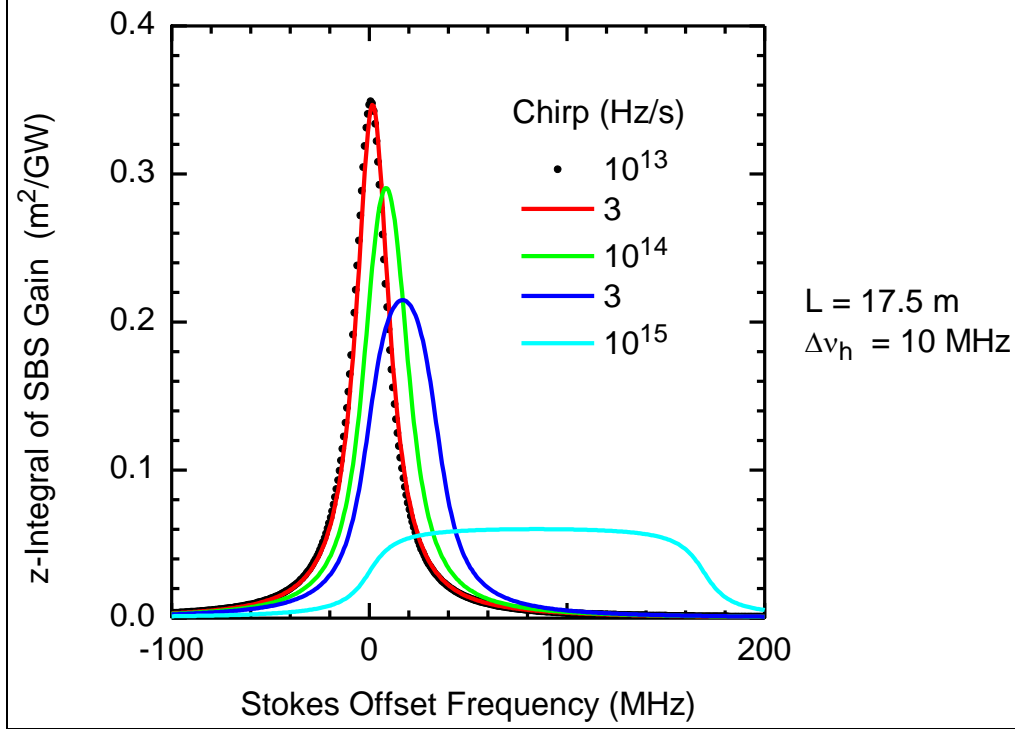 0.4
0.3
0.2
0.1
0.0
z-Integral of SBS Gain (m²/GW)
Chirp (Hz/s)
10¹³
3
10¹⁴
3
10¹⁵
L = 17.5 m
Δνₕ = 10 MHz
-100 0 100 200
Stokes Offset Frequency (MHz)